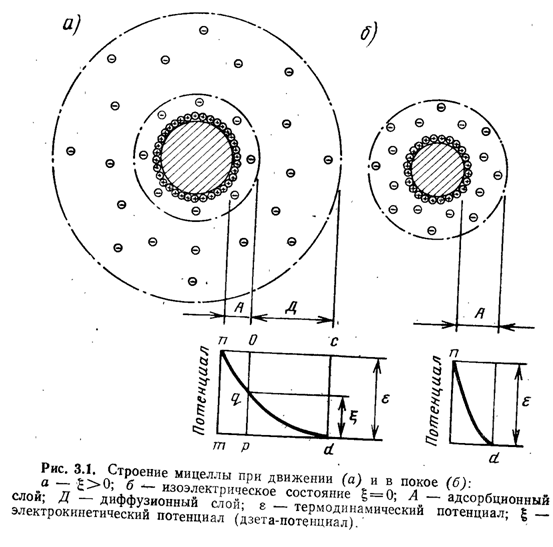 а)
б)
А
Д
А
n
0
c
n
Потенциал
q
ξ
ε
Потенциал
ε
m
p
d
d
Рис. 3.1. Строение мицеллы при движении (а) и в покое (б):
а — ξ>0; б — изоэлектрическое состояние ξ=0; А — адсорбционный
слой; Д — диффузионный слой; ε — термодинамический потенциал; ξ —
электрокинетический потенциал (дзета-потенциал).